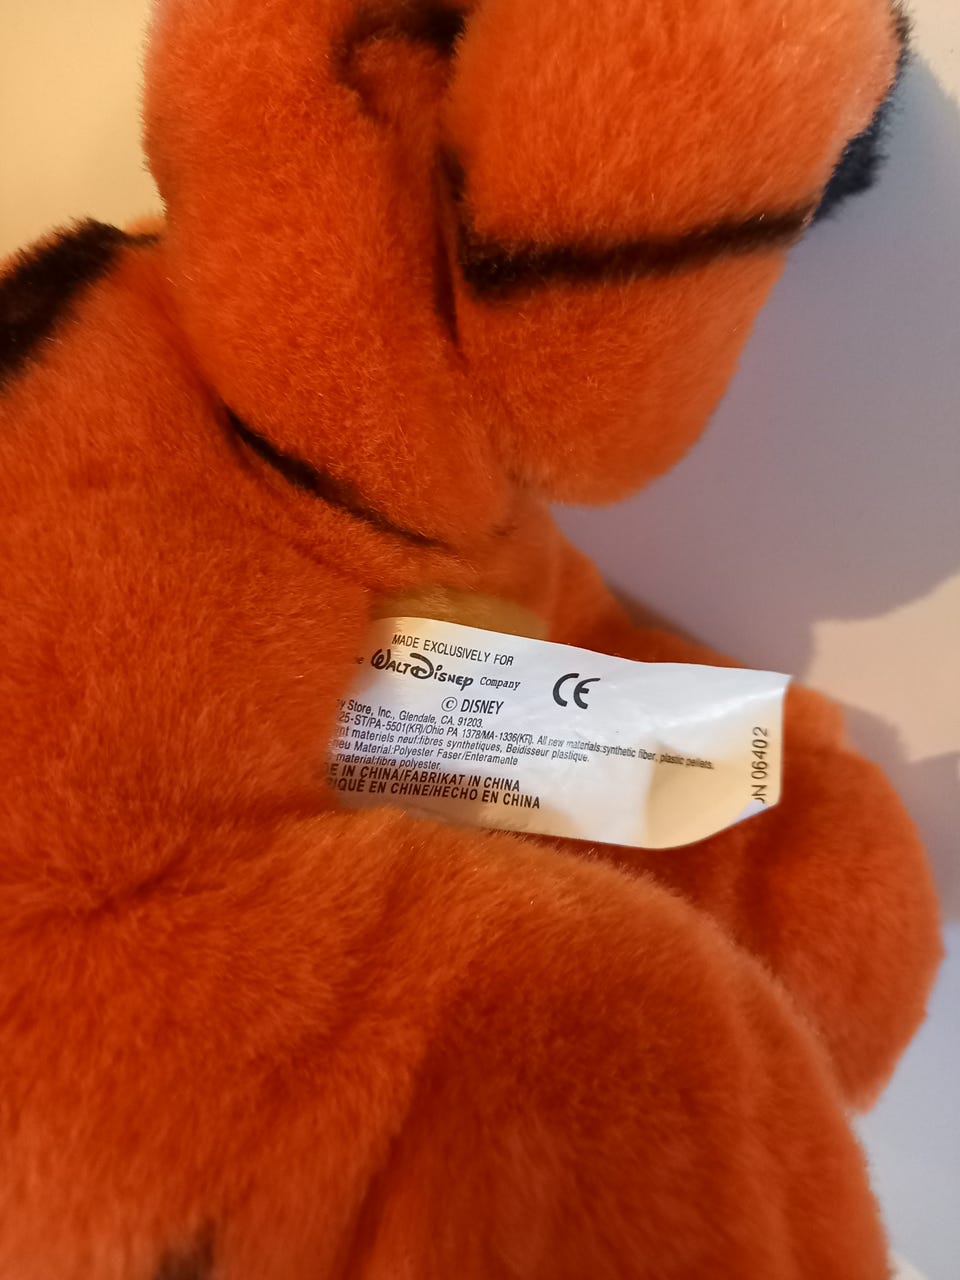 MADE EXCLUSIVELY FOR
WALT DISNEY Company
CE
© DISNEY
Store, Inc., Glendale, CA. 91203.
25-ST/PA-5501(KR)/Ohio PA 1378/MA-1336(KR). All new materials:synthetic fiber, plastic pellets.
materiels neuf:fibres synthetiques, Beidisseur plastique.
Material:Polyester Faser/Enteramente
material:fibra polyester.
IN CHINA/FABRIKAT IN CHINA
EN CHINE/HECHO EN CHINA
06402